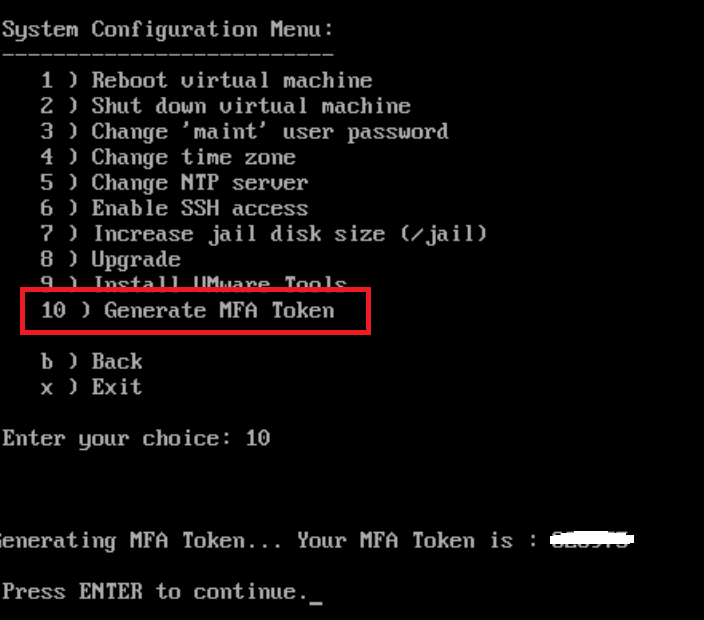 System Configuration Menu:
--------------------------
1 ) Reboot virtual machine
2 ) Shut down virtual machine
3 ) Change 'maint' user password
4 ) Change time zone
5 ) Change NTP server
6 ) Enable SSH access
7 ) Increase jail disk size (/jail)
8 ) Upgrade
9 ) Install VMware Tools
10 ) Generate MFA Token
b ) Back
x ) Exit
Enter your choice: 10
Generating MFA Token... Your MFA Token is :
Press ENTER to continue._